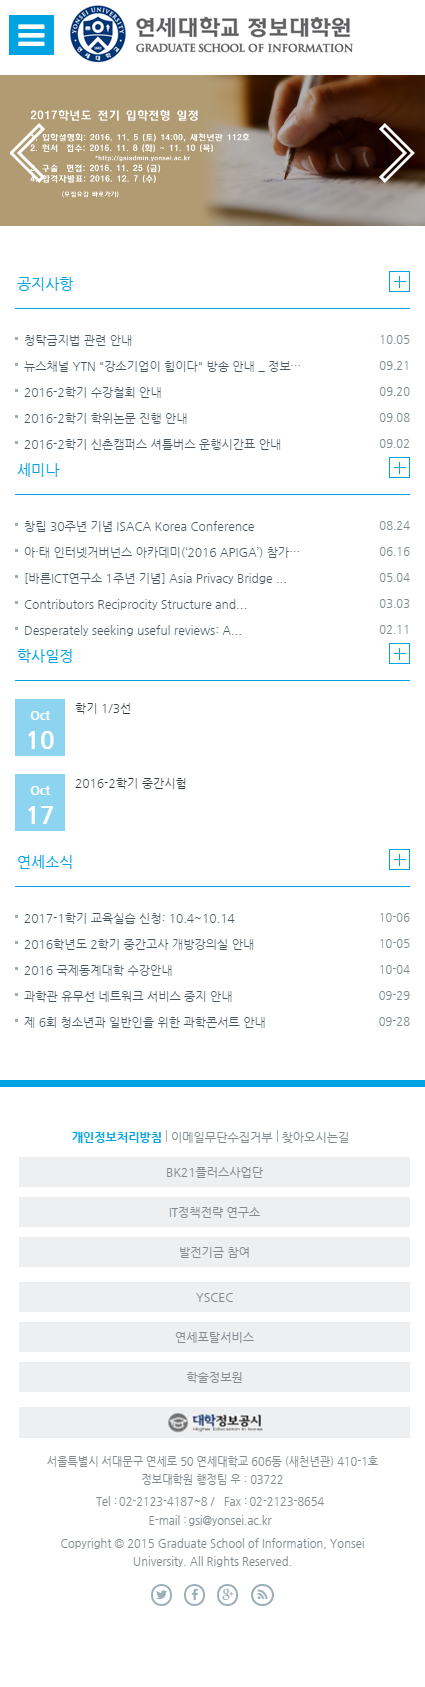 연세대학교 정보대학원
GRADUATE SCHOOL OF INFORMATION
2017학년도 전기 입학전형 일정
1. 입학설명회: 2016. 11. 5 (토) 14:00, 새천년관 112호
2. 원서 접수: 2016. 11. 8 (화) ~ 11. 10 (목)
*http://gsiadmin.yonsei.ac.kr
3. 구술 면접: 2016. 11. 25 (금)
4. 합격자발표: 2016. 12. 7 (수)
(모집요강 바로가기)
공지사항
청탁금지법 관련 안내 10.05
뉴스채널 YTN "강소기업이 힘이다" 방송 안내 _ 정보… 09.21
2016-2학기 수강철회 안내 09.20
2016-2학기 학위논문 진행 안내 09.08
2016-2학기 신촌캠퍼스 셔틀버스 운행시간표 안내 09.02
세미나
창립 30주년 기념 ISACA Korea Conference 08.24
아·태 인터넷거버넌스 아카데미(‘2016 APIGA’) 참가… 06.16
[바른ICT연구소 1주년 기념] Asia Privacy Bridge ... 05.04
Contributors Reciprocity Structure and... 03.03
Desperately seeking useful reviews: A... 02.11
학사일정
Oct 학기 1/3선
10
Oct 2016-2학기 중간시험
17
연세소식
2017-1학기 교육실습 신청: 10.4~10.14 10-06
2016학년도 2학기 중간고사 개방강의실 안내 10-05
2016 국제동계대학 수강안내 10-04
과학관 유무선 네트워크 서비스 중지 안내 09-29
제 6회 청소년과 일반인을 위한 과학콘서트 안내 09-28
개인정보처리방침 | 이메일무단수집거부 | 찾아오시는길
BK21플러스사업단
IT정책전략 연구소
발전기금 참여
YSCEC
연세포탈서비스
학술정보원
대학정보공시
Higher Education in Korea
서울특별시 서대문구 연세로 50 연세대학교 606동 (새천년관) 410-1호
정보대학원 행정팀 우 : 03722
Tel : 02-2123-4187~8 / Fax : 02-2123-8654
E-mail : gsi@yonsei.ac.kr
Copyright © 2015 Graduate School of Information, Yonsei
University. All Rights Reserved.